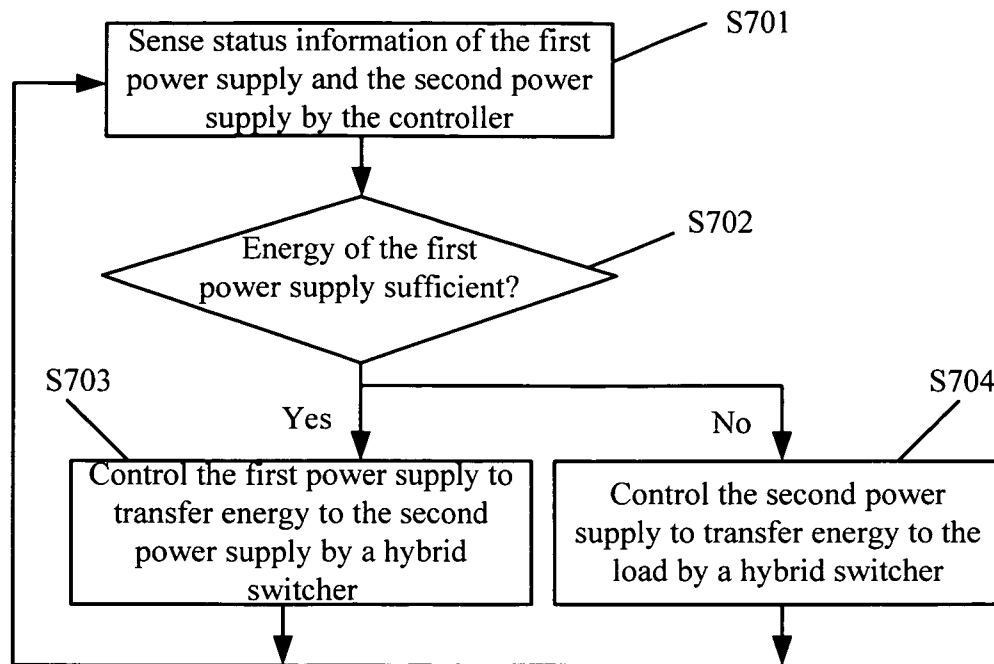 Sense status information of the first
power supply and the second power
supply by the controller
S701
Energy of the first
power supply sufficient?
S702
S703
Yes
No
S704
Control the first power supply to
transfer energy to the second
power supply by a hybrid
switcher
Control the second power
supply to transfer energy to the
load by a hybrid switcher